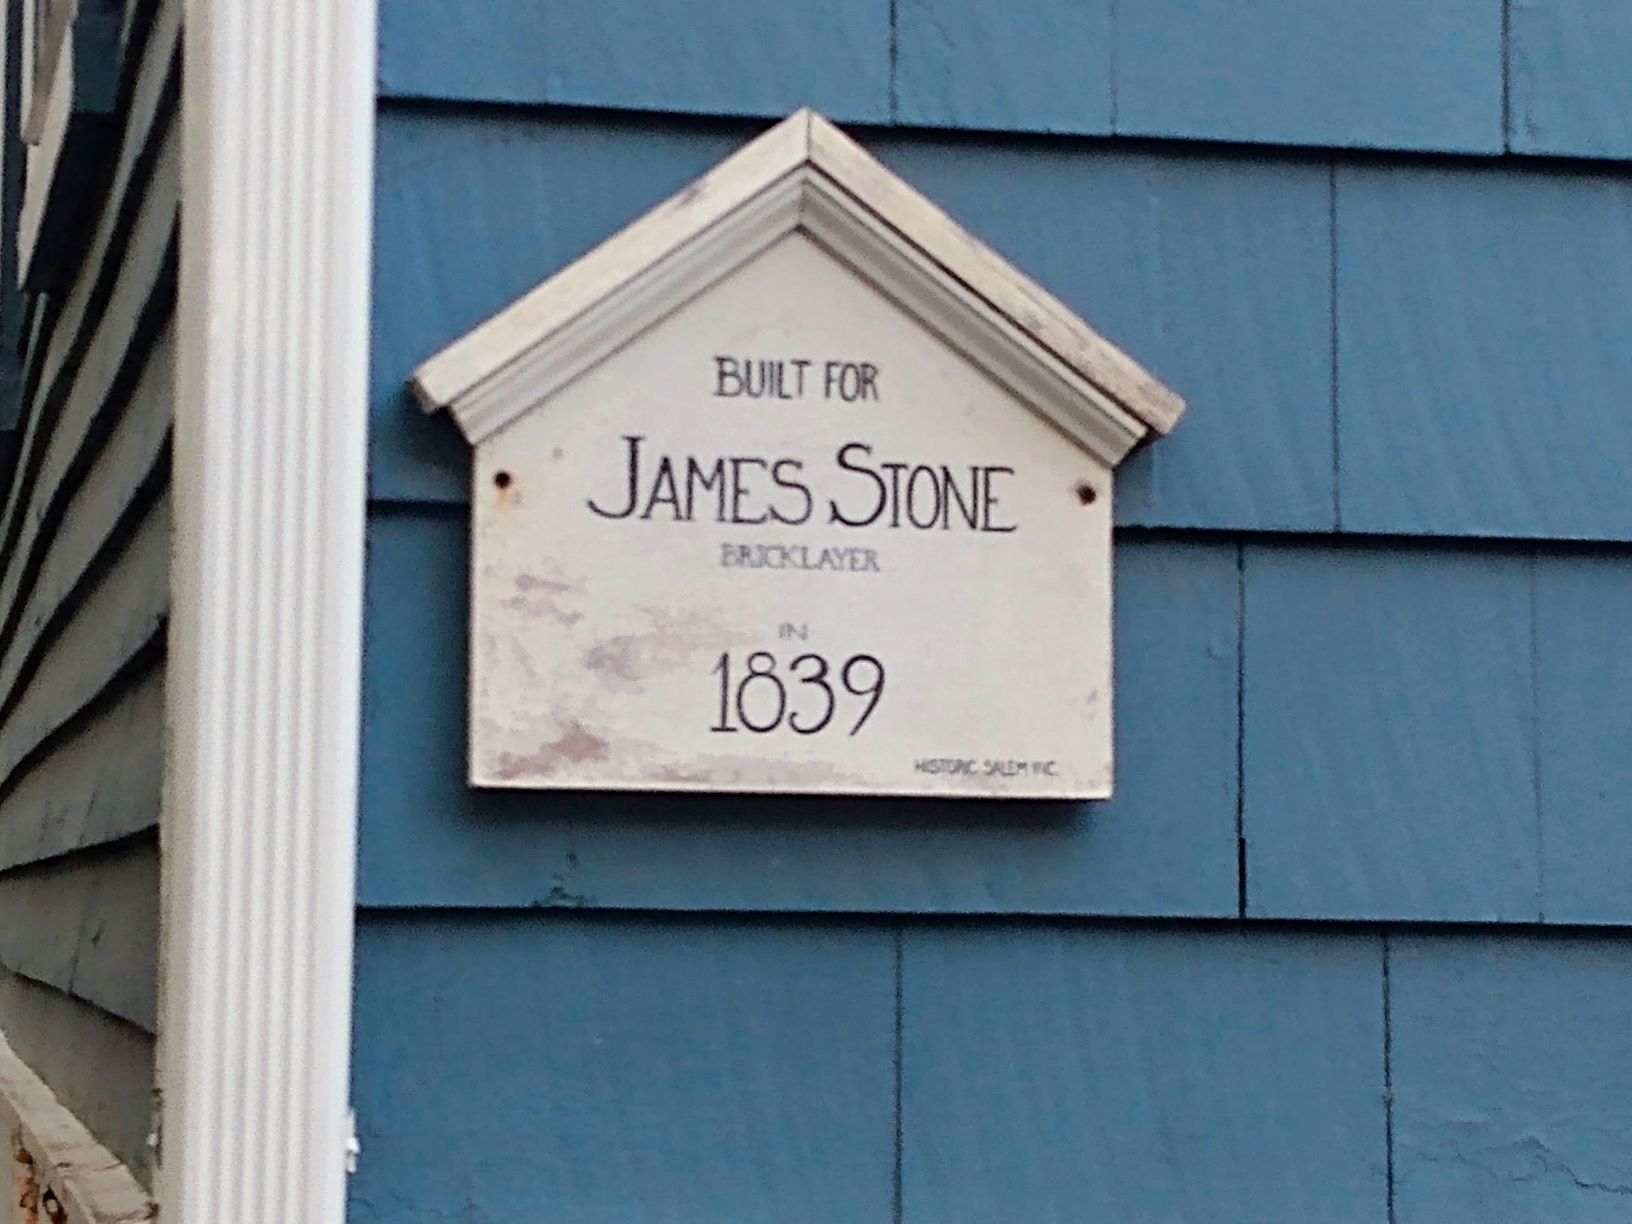 BUILT FOR
JAMES STONE
BRICKLAYER
IN
1839
HISTORIC SALEM INC.